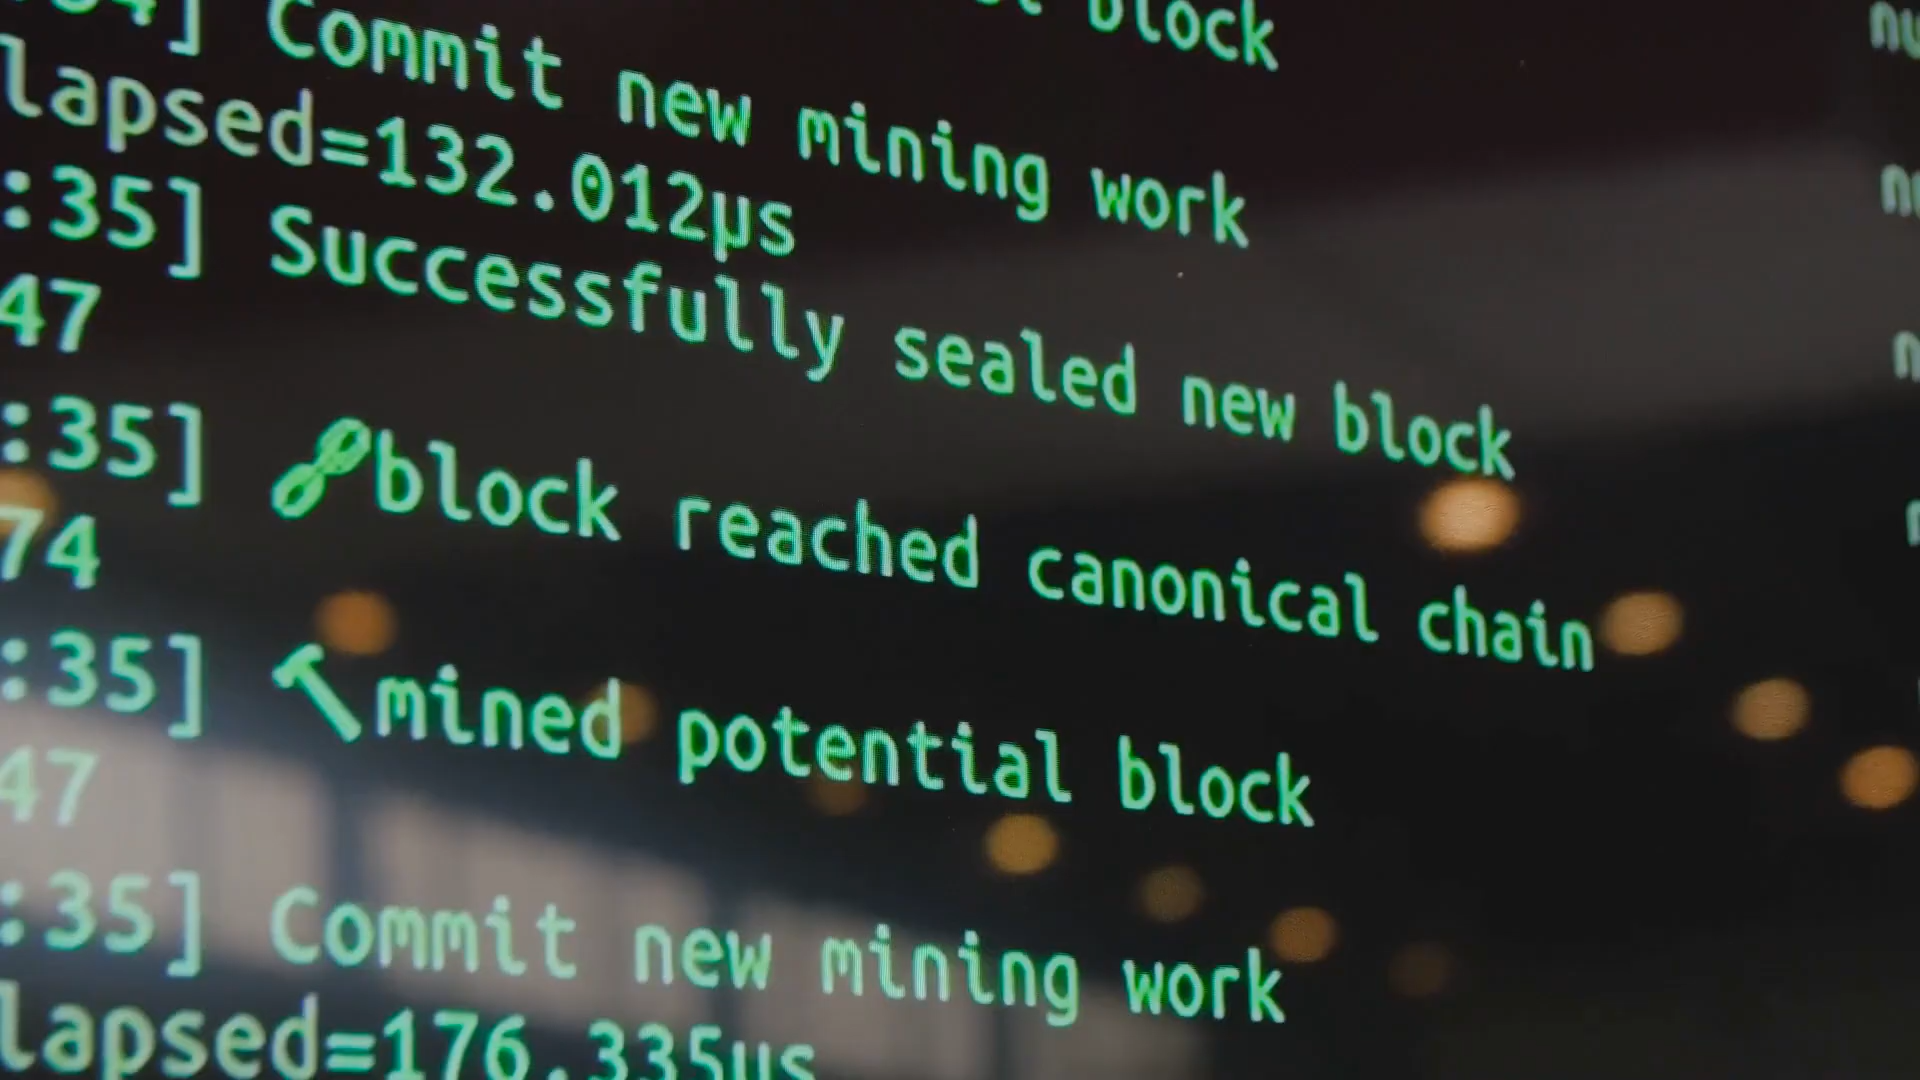 block
] Commit new mining work
lapsed=132.012µs
:35] Successfully sealed new block
47
:35] 🔗block reached canonical chain
74
:35] 🔨mined potential block
47
:35] Commit new mining work
lapsed=176.335µs